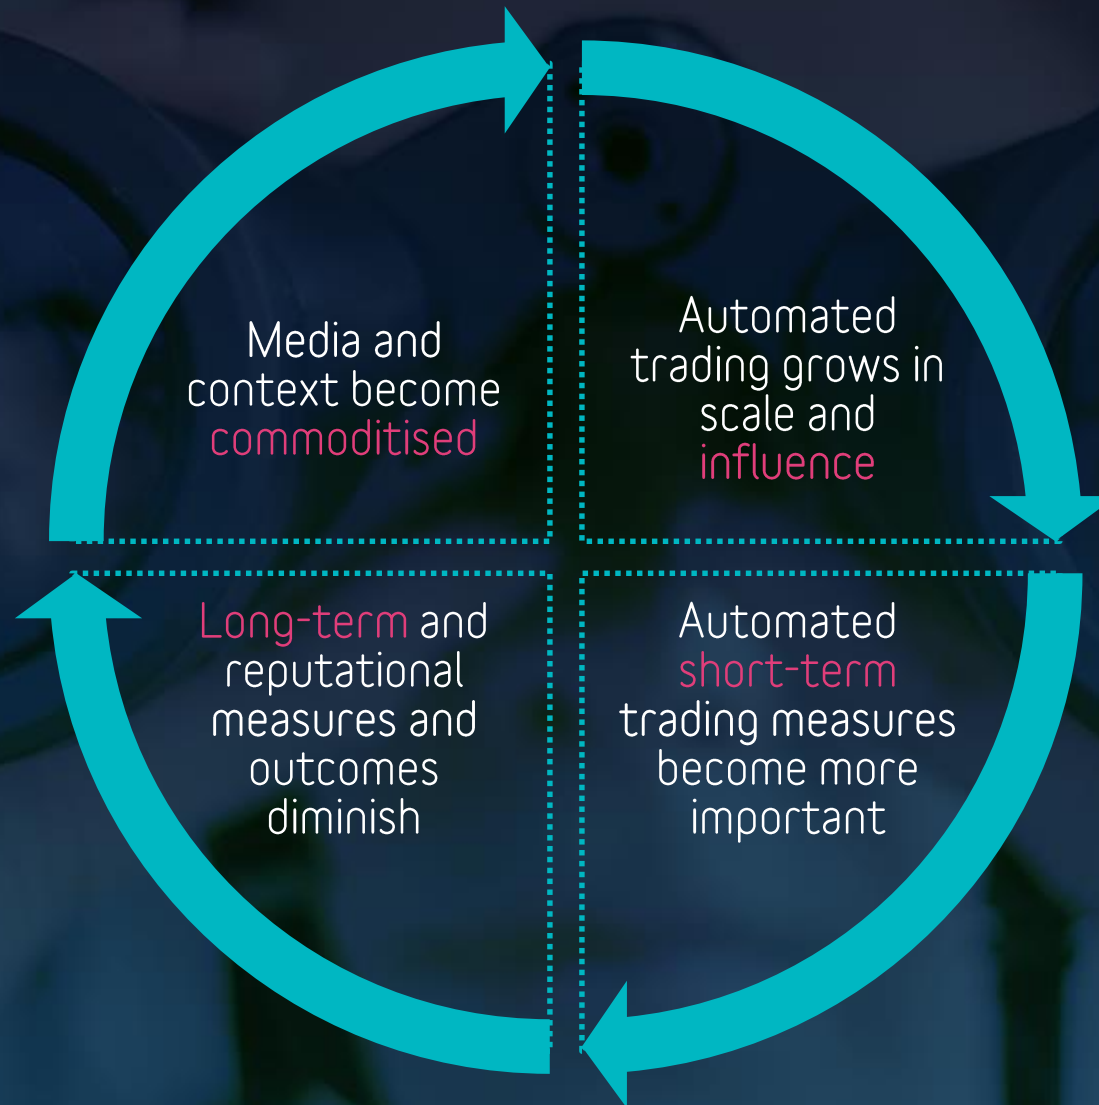 Media and
context become
commoditised
Automated
trading grows in
scale and
influence
Long-term and
reputational
measures and
outcomes
diminish
Automated
short-term
trading measures
become more
important